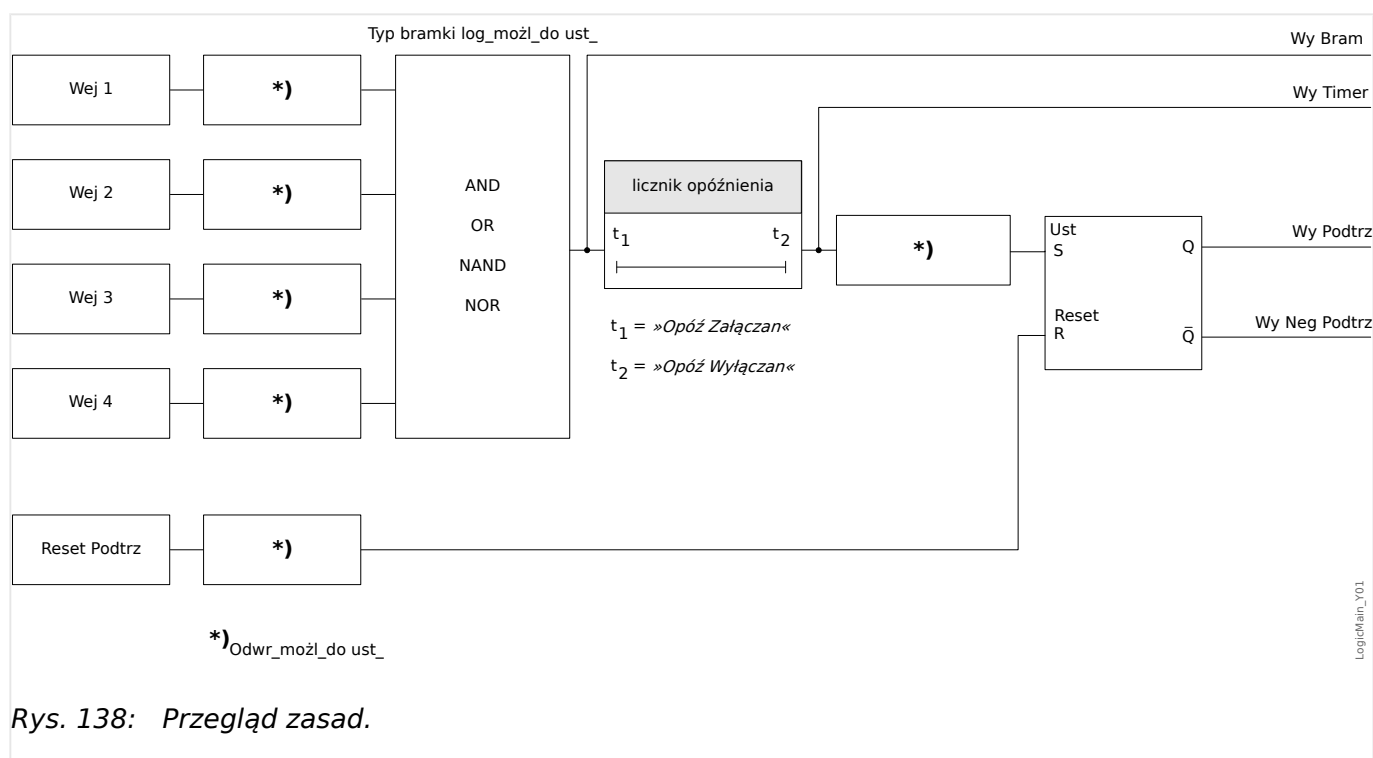 Typ bramki log_możl_do ust_
Wy Bram
Wej 1
*)
Wy Timer
Wej 2
*)
AND
OR
NAND
NOR
licznik opóźnienia
t1
t2
*)
Ust
S
Q
Wy Podtrz
Wej 3
*)
t1 = »Opóź Załączan«
t2 = »Opóź Wyłączan«
Reset
R
Q̅
Wy Neg Podtrz
Wej 4
*)
Reset Podtrz
*)
*)Odwr_możl_do ust_
LogicMain_Y01
Rys. 138: Przegląd zasad.